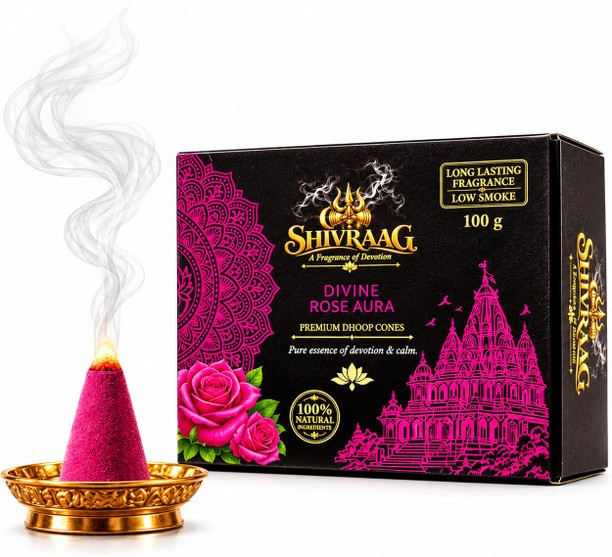 LONG LASTING
FRAGRANCE
LOW SMOKE
100 g
SHIVRAAG
A Fragrance of Devotion
DIVINE
ROSE AURA
PREMIUM DHOOP CONES
Pure essence of devotion & calm.
100%
NATURAL
INGREDIENTS
SHIVRAAG
A Fragrance of Devotion